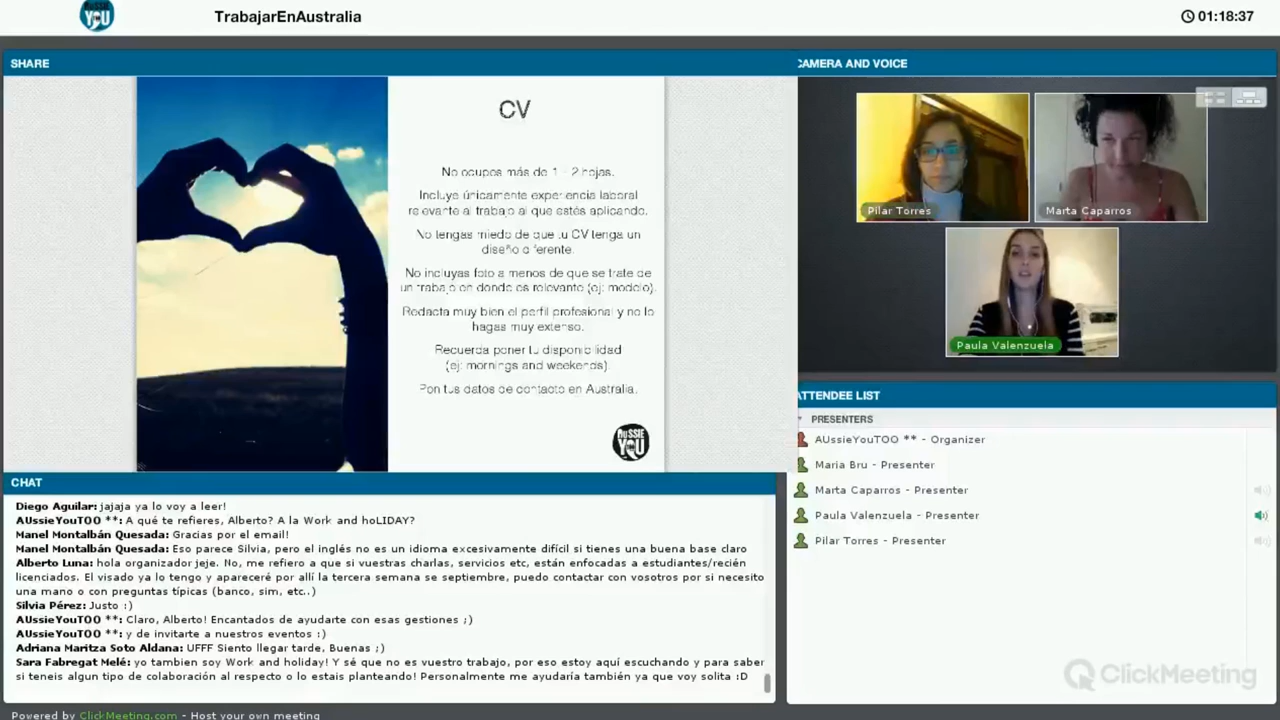 AUSSIE
YOU
TrabajarEnAustralia
01:18:37
SHARE
CV
No ocupes más de 1 - 2 hojas.
Incluye únicamente experiencia laboral
relevante al trabajo al que estés aplicando.
No tengas miedo de que tu CV tenga un
diseño diferente.
No incluyas foto a menos de que se trate de
un trabajo en donde es relevante (ej: modelo).
Redacta muy bien el perfil profesional y no lo
hagas muy extenso.
Recuerda poner tu disponibilidad
(ej: mornings and weekends).
Pon tus datos de contacto en Australia.
AUSSIE
YOU
CAMERA AND VOICE
Pilar Torres
Marta Caparros
Paula Valenzuela
ATTENDEE LIST
PRESENTERS
AUssieYouTOO ** - Organizer
Maria Bru - Presenter
Marta Caparros - Presenter
Paula Valenzuela - Presenter
Pilar Torres - Presenter
ClickMeeting
CHAT
Diego Aguilar: jajaja ya lo voy a leer!
AUssieYouTOO **: A qué te refieres, Alberto? A la Work and hoLIDAY?
Manel Montalbán Quesada: Gracias por el email!
Manel Montalbán Quesada: Eso parece Silvia, pero el inglés no es un idioma excesivamente difícil si tienes una buena base claro
Alberto Luna: hola organizador jeje. No, me refiero a que si vuestras charlas, servicios etc, están enfocadas a estudiantes/recién
licenciados. El visado ya lo tengo y apareceré por allí la tercera semana se septiembre, puedo contactar con vosotros por si necesito
una mano o con preguntas típicas (banco, sim, etc..)
Silvia Pérez: Justo :)
AUssieYouTOO **: Claro, Alberto! Encantados de ayudarte con esas gestiones ;)
AUssieYouTOO **: y de invitarte a nuestros eventos :)
Adriana Maritza Soto Aldana: UFFF Siento llegar tarde, Buenas ;)
Sara Fabregat Melé: yo tambien soy Work and holiday! Y sé que no es vuestro trabajo, por eso estoy aquí escuchando y para saber
si teneis algun tipo de colaboración al respecto o lo estais planteando! Personalmente me ayudaría también ya que voy solita :D
Powered by ClickMeeting.com - Host your own meeting